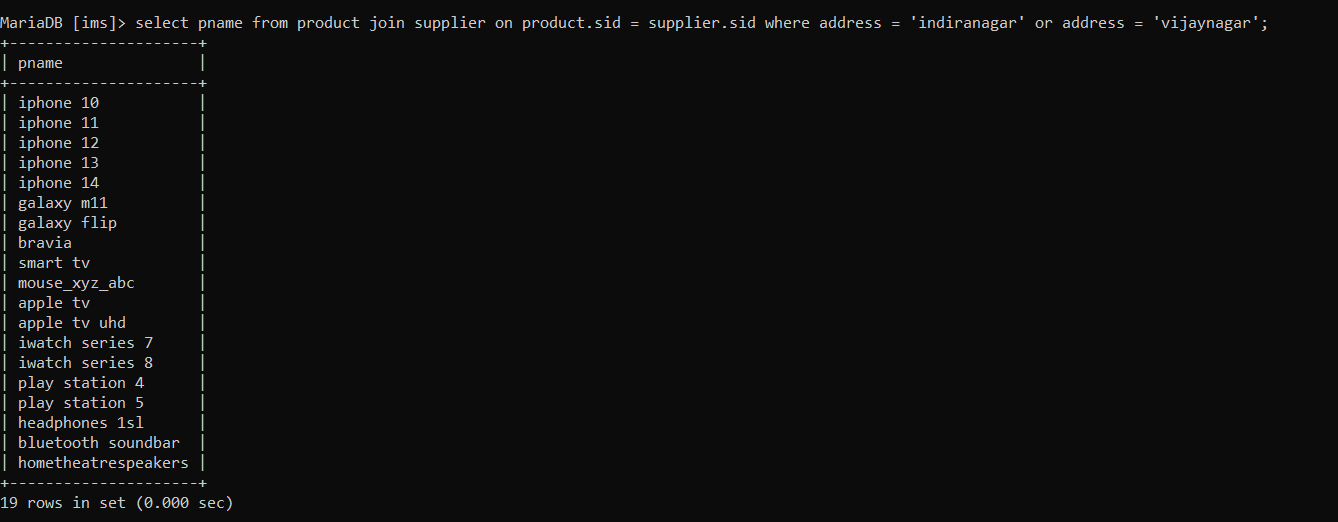 MariaDB [ims]> select pname from product join supplier on product.sid = supplier.sid where address = 'indiranagar' or address = 'vijaynagar';
+---------------------+
| pname               |
+---------------------+
| iphone 10           |
| iphone 11           |
| iphone 12           |
| iphone 13           |
| iphone 14           |
| galaxy m11          |
| galaxy flip         |
| bravia              |
| smart tv            |
| mouse_xyz_abc       |
| apple tv            |
| apple tv uhd        |
| iwatch series 7     |
| iwatch series 8     |
| play station 4      |
| play station 5      |
| headphones 1sl      |
| bluetooth soundbar  |
| hometheatrespeakers |
+---------------------+
19 rows in set (0.000 sec)